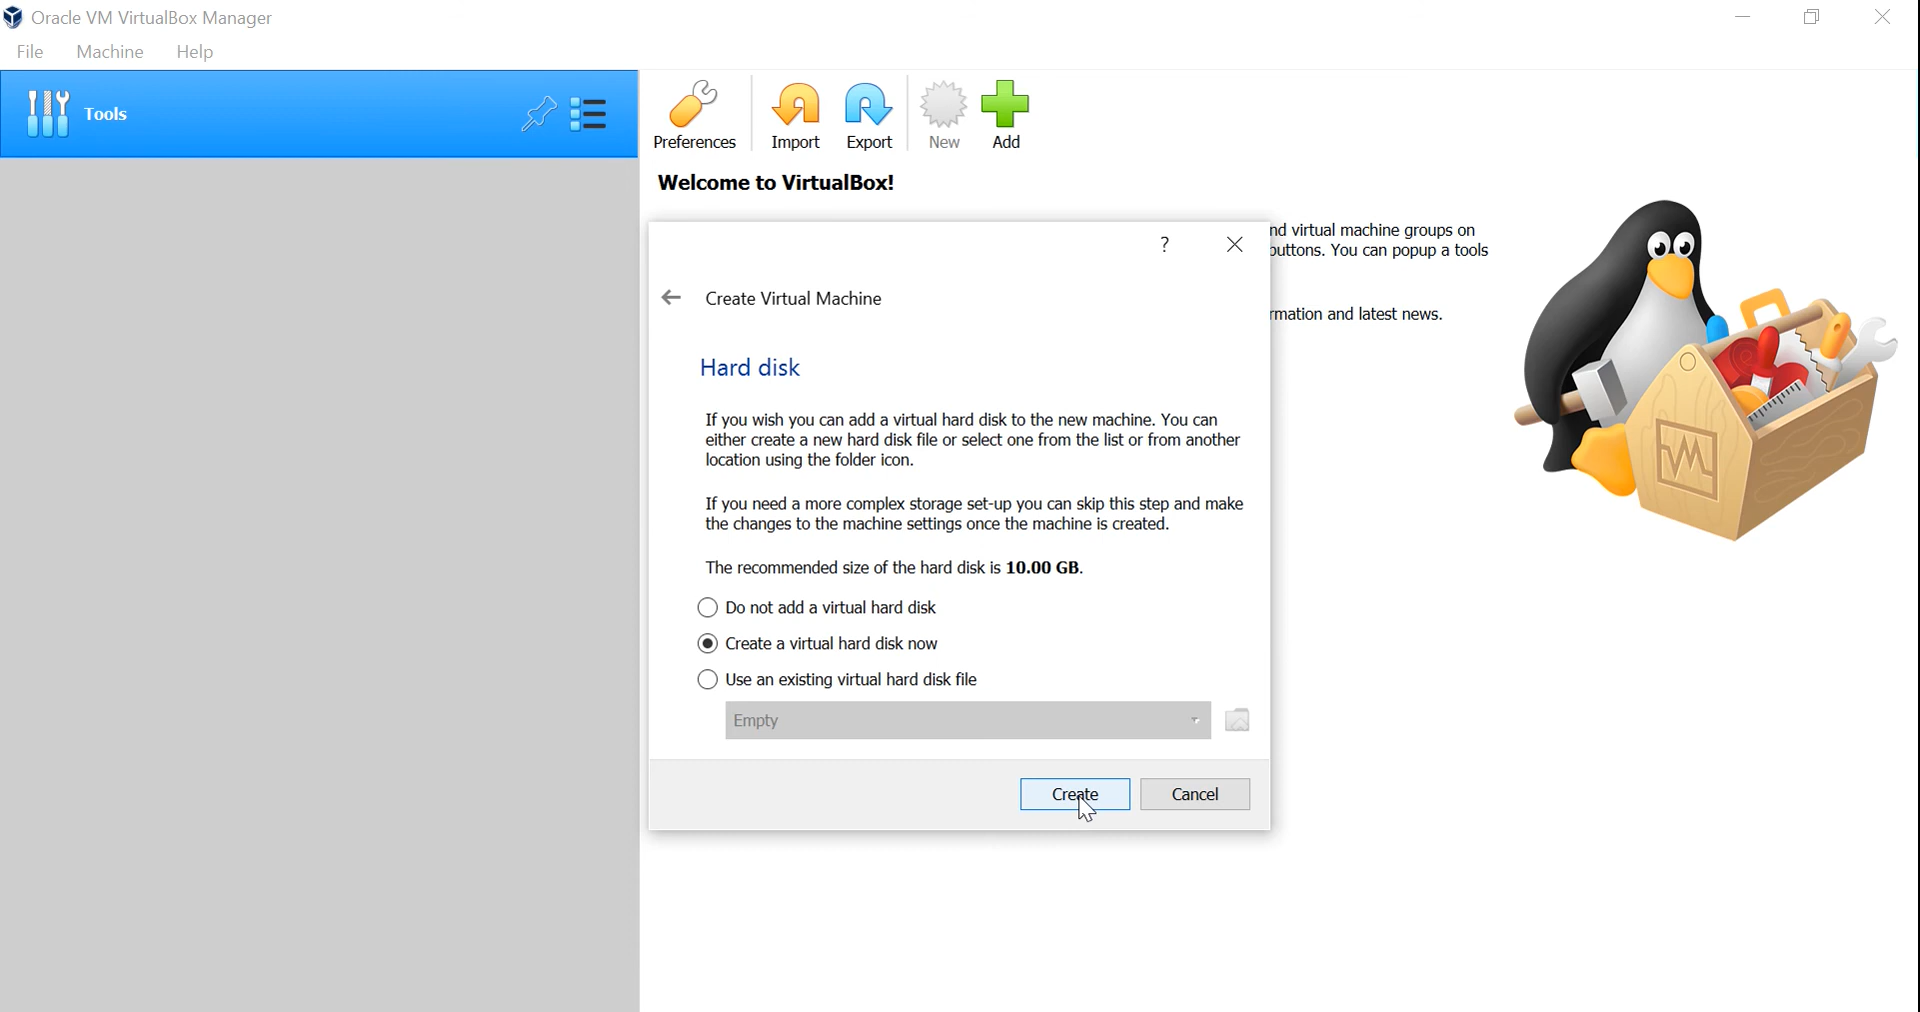 Oracle VM VirtualBox Manager
File Machine Help
Tools
Preferences Import Export New Add
Welcome to VirtualBox!
nd virtual machine groups on
buttons. You can popup a tools
rmation and latest news.
?
Create Virtual Machine
Hard disk
If you wish you can add a virtual hard disk to the new machine. You can
either create a new hard disk file or select one from the list or from another
location using the folder icon.
If you need a more complex storage set-up you can skip this step and make
the changes to the machine settings once the machine is created.
The recommended size of the hard disk is 10.00 GB.
Do not add a virtual hard disk
Create a virtual hard disk now
Use an existing virtual hard disk file
Empty
Create Cancel